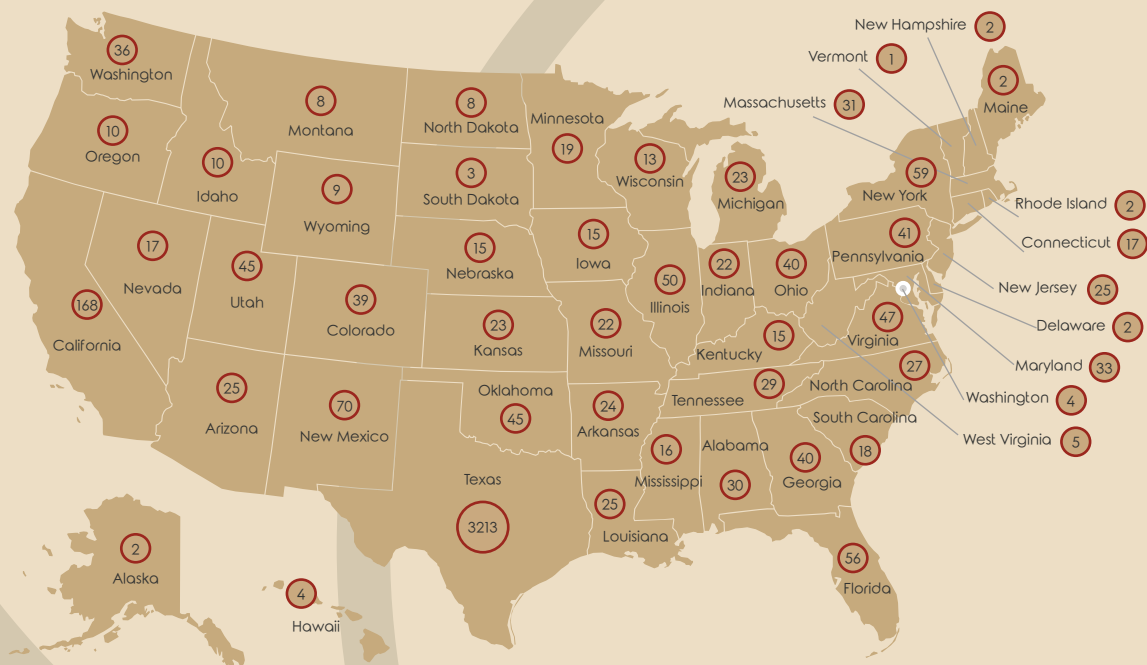 New Hampshire 2
Vermont 1
Massachusetts 31
2
Maine
36
Washington
8
Montana
8
North Dakota
Minnesota
19
10
Oregon
10
Idaho
9
Wyoming
3
South Dakota
13
Wisconsin
23
Michigan
59
New York
Rhode Island 2
Connecticut 17
41
Pennsylvania
17
Nevada
45
Utah
15
Nebraska
15
Iowa
50
Illinois
22
Indiana
40
Ohio
New Jersey 25
168
California
39
Colorado
23
Kansas
22
Missouri
15
Kentucky
47
Virginia
Delaware 2
Maryland 33
25
Arizona
70
New Mexico
Oklahoma
45
24
Arkansas
29
Tennessee
27
North Carolina
Washington 4
West Virginia 5
South Carolina
18
Texas
3213
25
Louisiana
16
Mississippi
Alabama
30
40
Georgia
56
Florida
2
Alaska
4
Hawaii